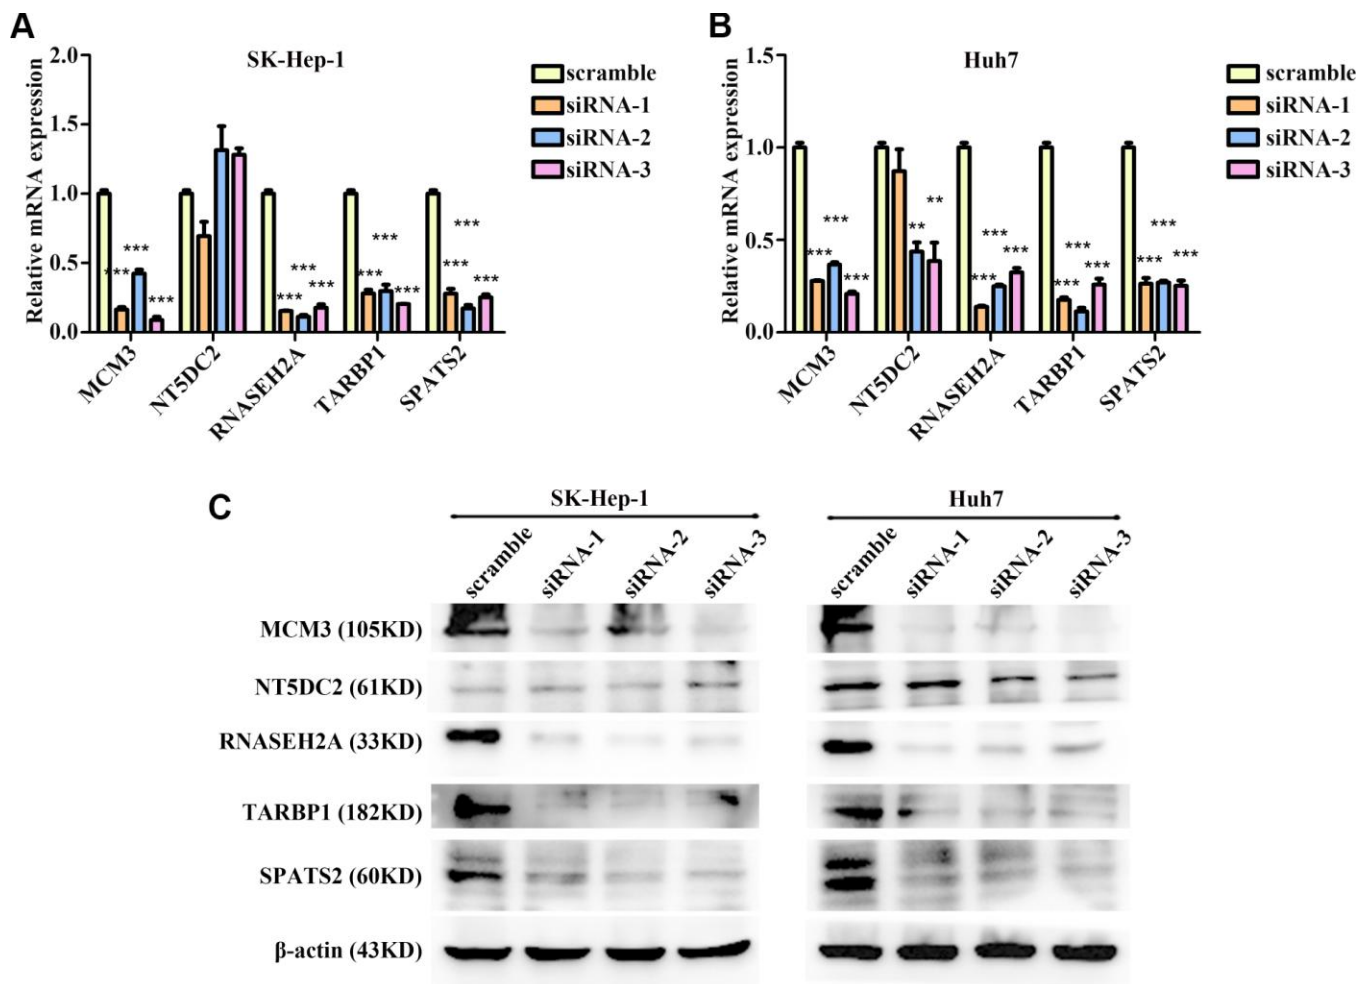 A
SK-Hep-1
Relative mRNA expression
2.0
1.5
1.0
0.5
0.0
scramble
siRNA-1
siRNA-2
siRNA-3
*** *** ***
*** *** ***
*** *** ***
*** *** ***
MCM3
NT5DC2
RNASEH2A
TARBP1
SPATS2
B
Huh7
Relative mRNA expression
1.5
1.0
0.5
0.0
scramble
siRNA-1
siRNA-2
siRNA-3
*** *** ***
** **
*** *** ***
*** *** ***
*** *** ***
MCM3
NT5DC2
RNASEH2A
TARBP1
SPATS2
C
SK-Hep-1
Huh7
scramble
siRNA-1
siRNA-2
siRNA-3
scramble
siRNA-1
siRNA-2
siRNA-3
MCM3 (105KD)
NT5DC2 (61KD)
RNASEH2A (33KD)
TARBP1 (182KD)
SPATS2 (60KD)
β-actin (43KD)